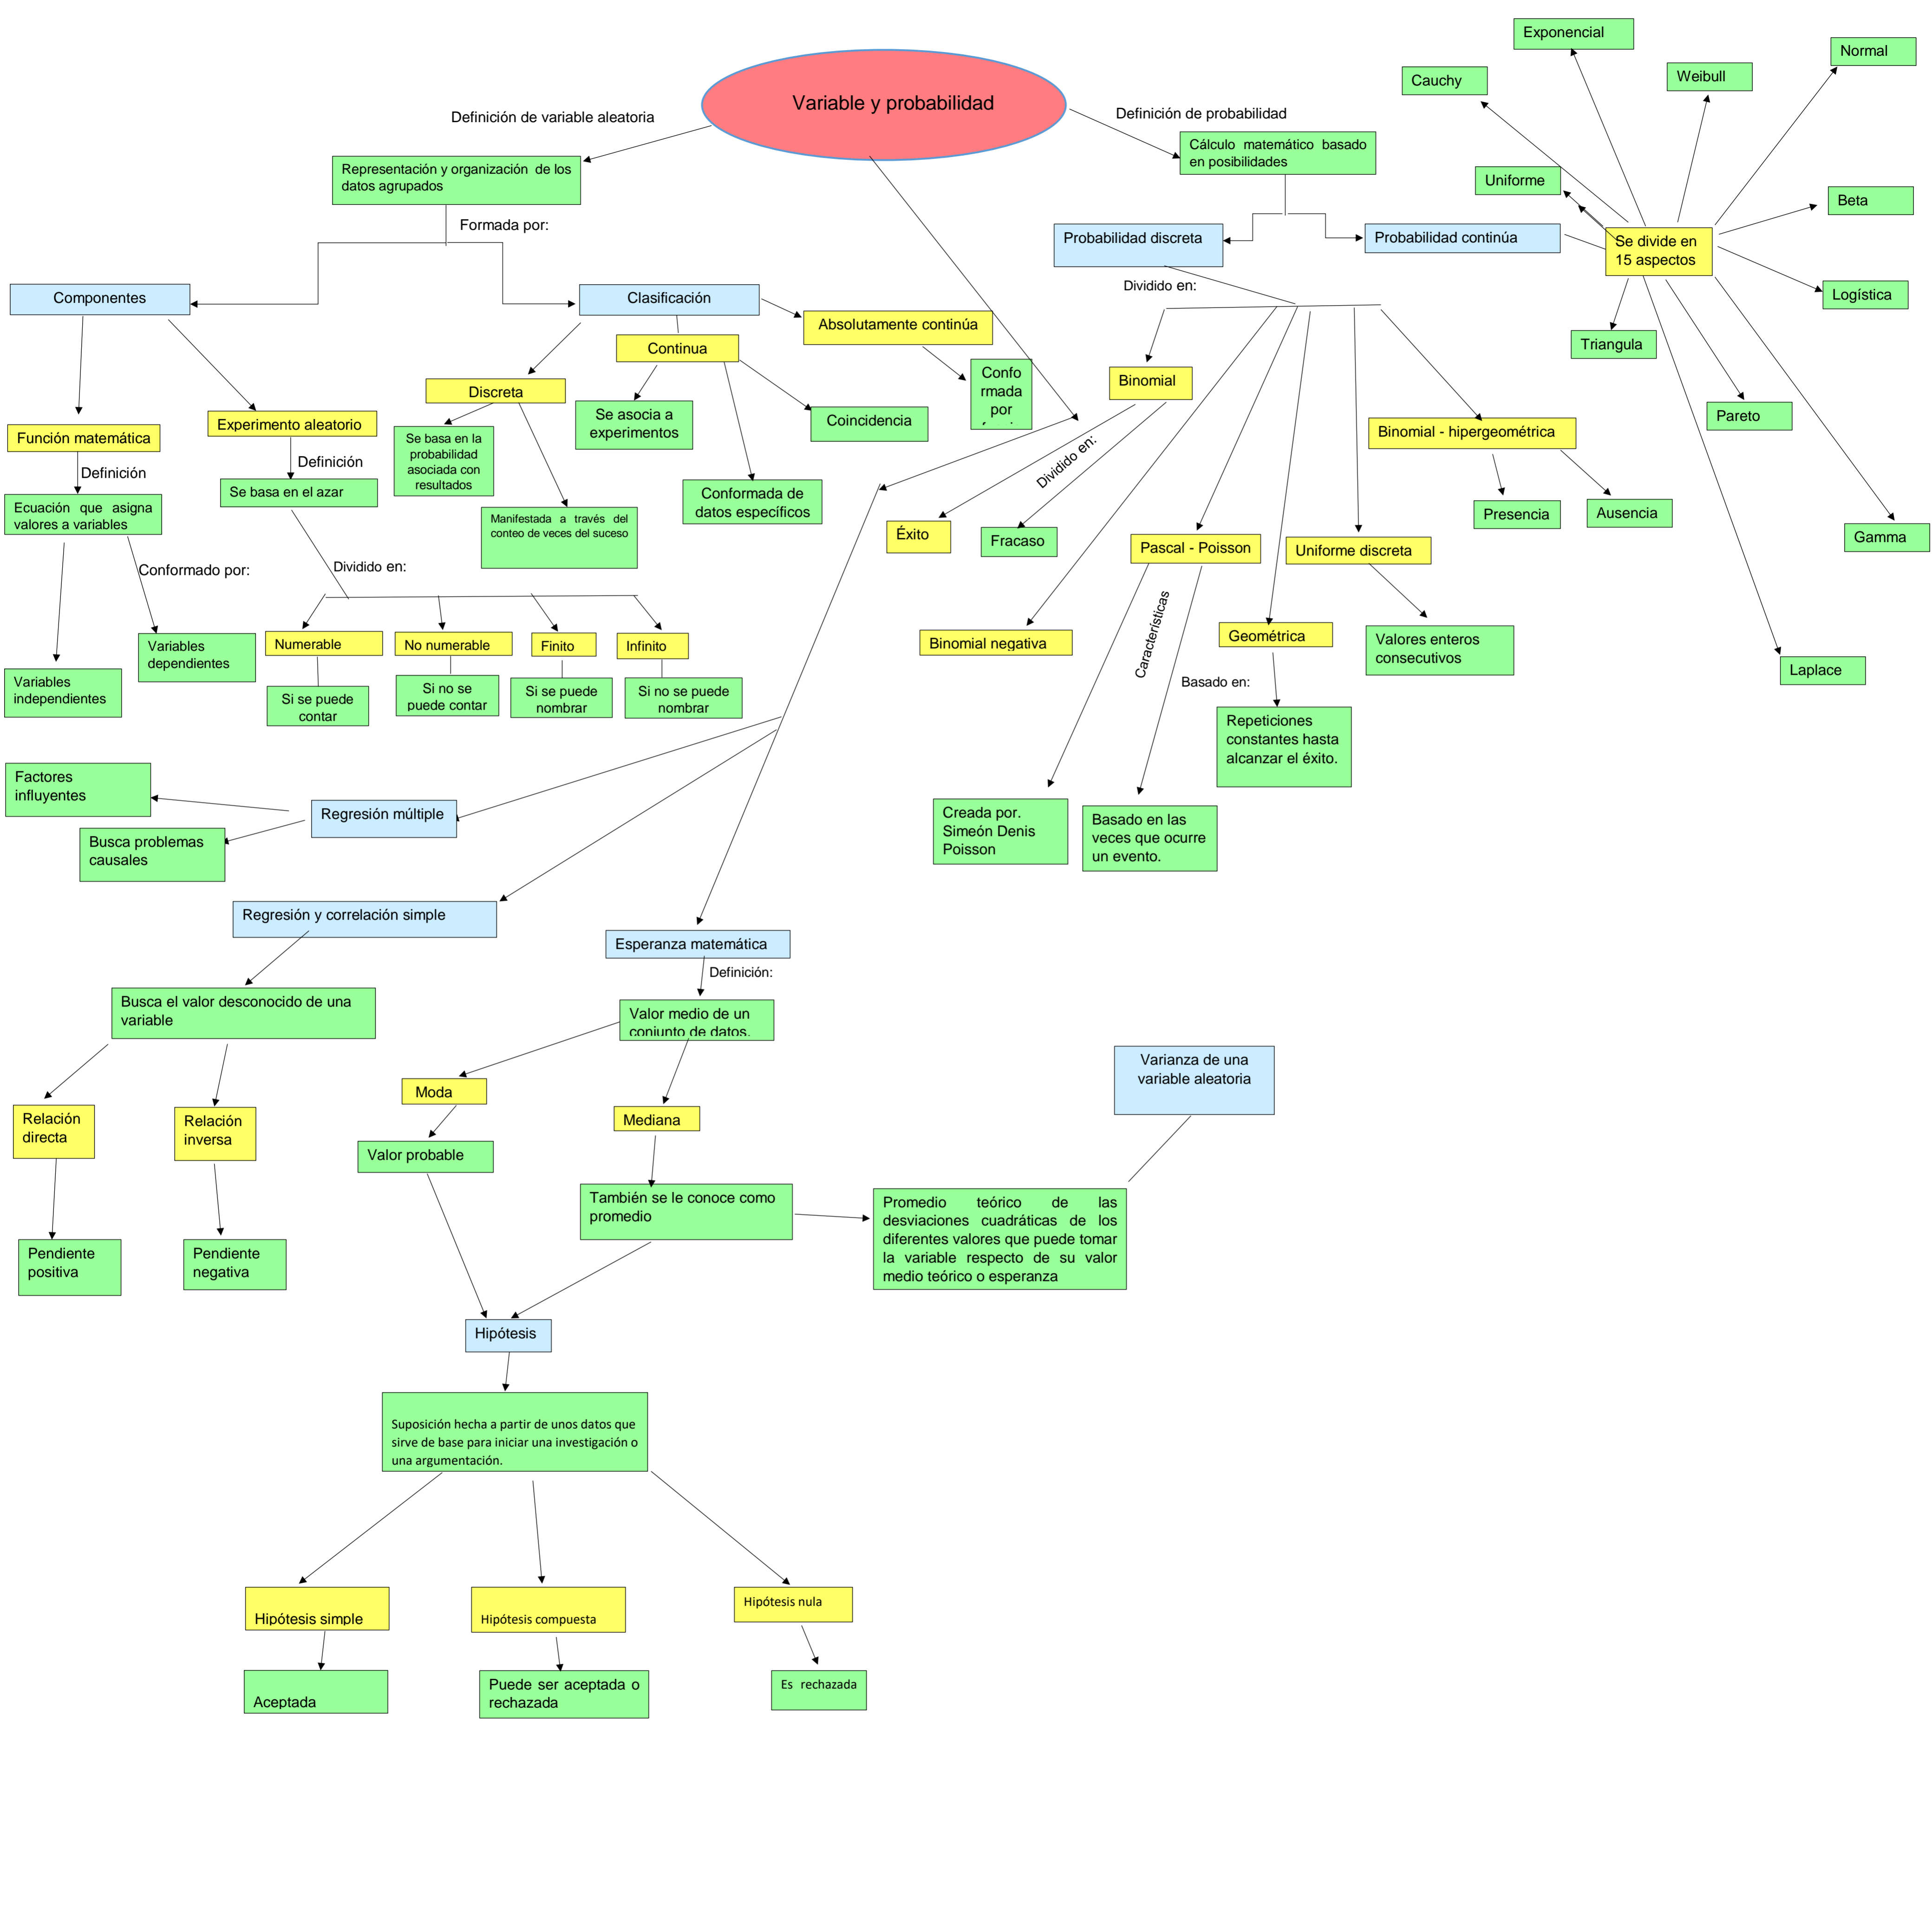 Variable y probabilidad
Definición de variable aleatoria
Representación y organización de los
datos agrupados
Formada por:
Componentes
Función matemática
Definición
Ecuación que asigna
valores a variables
Conformado por:
Variables
independientes
Variables
dependientes
Experimento aleatorio
Definición
Se basa en el azar
Dividido en:
Numerable
Si se puede
contar
No numerable
Si no se
puede contar
Finito
Si se puede
nombrar
Infinito
Si no se puede
nombrar
Clasificación
Discreta
Se basa en la
probabilidad
asociada con
resultados
Manifestada a través del
conteo de veces del suceso
Continua
Se asocia a
experimentos
Conformada de
datos específicos
Coincidencia
Absolutamente continúa
Confo
rmada
por
Definición de probabilidad
Cálculo matemático basado
en posibilidades
Probabilidad discreta
Dividido en:
Binomial
Dividido en:
Éxito
Fracaso
Binomial negativa
Pascal - Poisson
Características
Creada por.
Simeón Denis
Poisson
Basado en:
Basado en las
veces que ocurre
un evento.
Geométrica
Repeticiones
constantes hasta
alcanzar el éxito.
Uniforme discreta
Valores enteros
consecutivos
Binomial - hipergeométrica
Presencia
Ausencia
Probabilidad continúa
Se divide en
15 aspectos
Uniforme
Cauchy
Exponencial
Weibull
Normal
Beta
Logística
Gamma
Laplace
Pareto
Triangula
Regresión múltiple
Factores
influyentes
Busca problemas
causales
Regresión y correlación simple
Busca el valor desconocido de una
variable
Relación
directa
Pendiente
positiva
Relación
inversa
Pendiente
negativa
Esperanza matemática
Definición:
Valor medio de un
conjunto de datos.
Moda
Valor probable
Mediana
También se le conoce como
promedio
Varianza de una
variable aleatoria
Promedio teórico de las
desviaciones cuadráticas de los
diferentes valores que puede tomar
la variable respecto de su valor
medio teórico o esperanza
Hipótesis
Suposición hecha a partir de unos datos que
sirve de base para iniciar una investigación o
una argumentación.
Hipótesis simple
Aceptada
Hipótesis compuesta
Puede ser aceptada o
rechazada
Hipótesis nula
Es rechazada